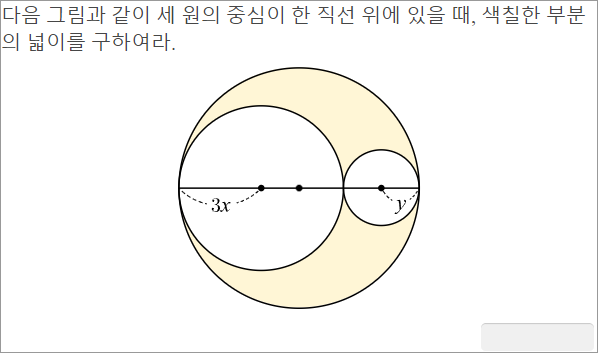 다음 그림과 같이 세 원의 중심이 한 직선 위에 있을 때, 색칠한 부분
의 넓이를 구하여라.
3x
y